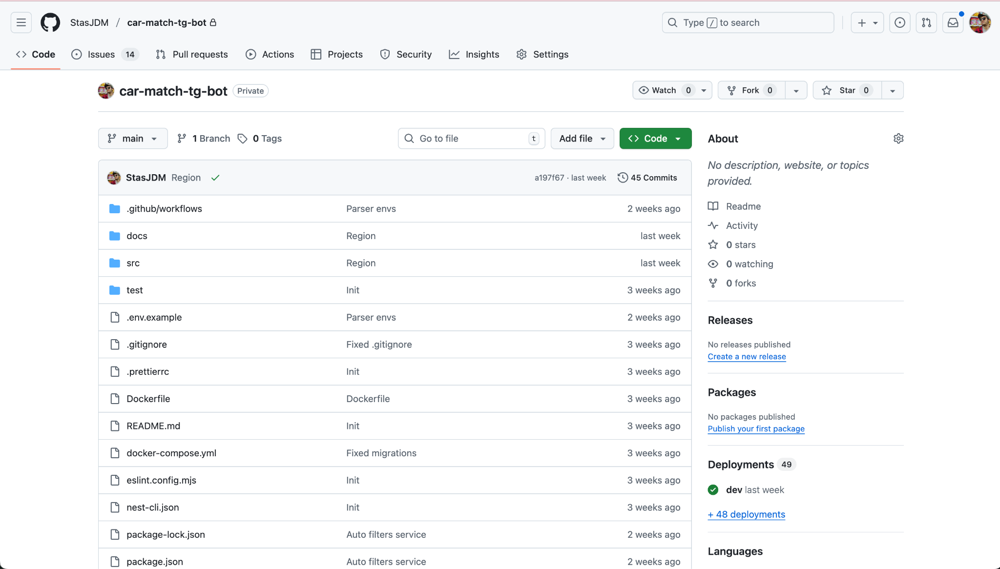 StasJDM / car-match-tg-bot
Type / to search
Code
Issues 14
Pull requests
Actions
Projects
Security
Insights
Settings
car-match-tg-bot Private
Watch 0
Fork 0
Star 0
main
1 Branch
0 Tags
Go to file t
Add file
Code
StasJDM Region
a197f67 · last week
45 Commits
.github/workflows Parser envs 2 weeks ago
docs Region last week
src Region last week
test Init 3 weeks ago
.env.example Parser envs 2 weeks ago
.gitignore Fixed .gitignore 3 weeks ago
.prettierrc Init 3 weeks ago
Dockerfile Dockerfile 3 weeks ago
README.md Init 3 weeks ago
docker-compose.yml Fixed migrations 3 weeks ago
eslint.config.mjs Init 3 weeks ago
nest-cli.json Init 3 weeks ago
package-lock.json Auto filters service 2 weeks ago
package.json Auto filters service 2 weeks ago
About
No description, website, or topics
provided.
Readme
Activity
0 stars
0 watching
0 forks
Releases
No releases published
Create a new release
Packages
No packages published
Publish your first package
Deployments 49
dev last week
+ 48 deployments
Languages